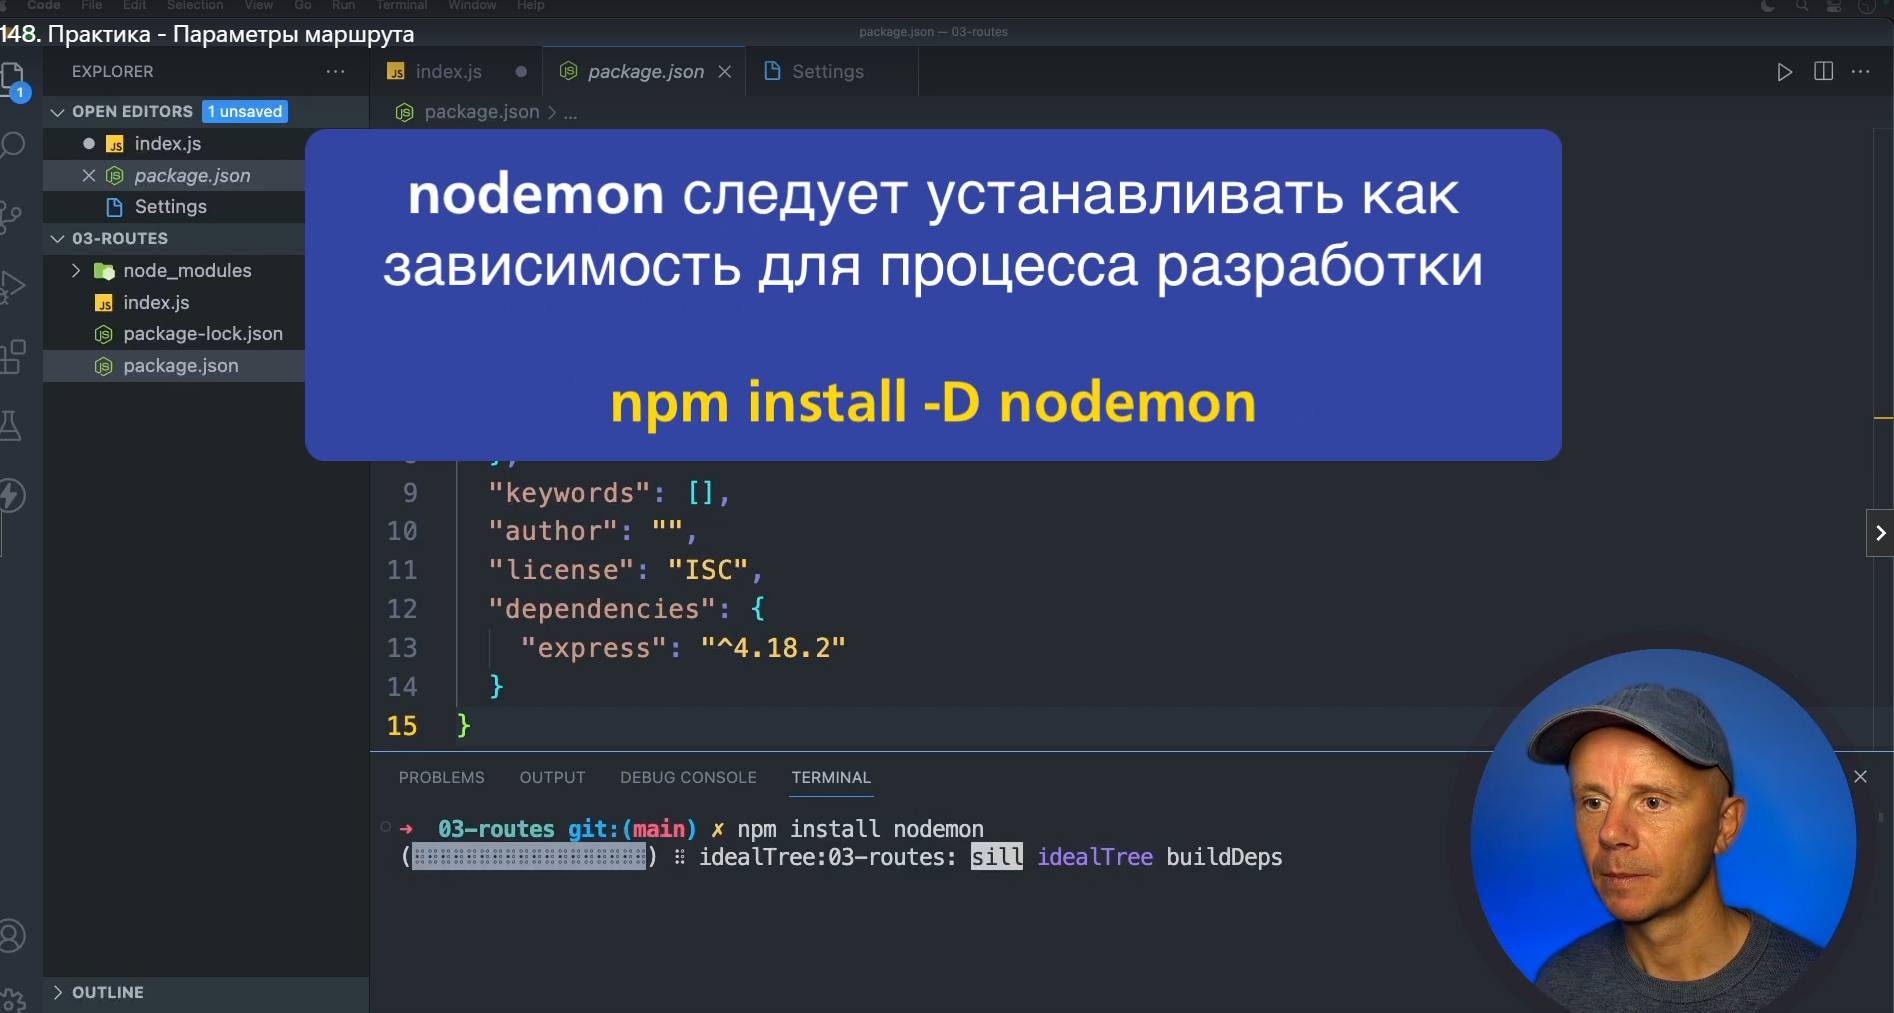 Code File Edit Selection View Go Run Terminal Window Help
148. Практика - Параметры маршрута
package.json — 03-routes
EXPLORER
index.js
package.json
Settings
1
OPEN EDITORS 1 unsaved
package.json > ...
index.js
package.json
Settings
03-ROUTES
node_modules
index.js
package-lock.json
package.json
nodemon следует устанавливать как
зависимость для процесса разработки
npm install -D nodemon
9 "keywords": [],
10 "author": "",
11 "license": "ISC",
12 "dependencies": {
13 "express": "^4.18.2"
14 }
15 }
PROBLEMS OUTPUT DEBUG CONSOLE TERMINAL
➜ 03-routes git:(main) ✗ npm install nodemon
(⠿⠿⠿⠿⠿⠿⠿⠿⠿⠿⠿⠿⠿⠿⠿⠿⠿⠿) ⠿ idealTree:03-routes: sill idealTree buildDeps
OUTLINE